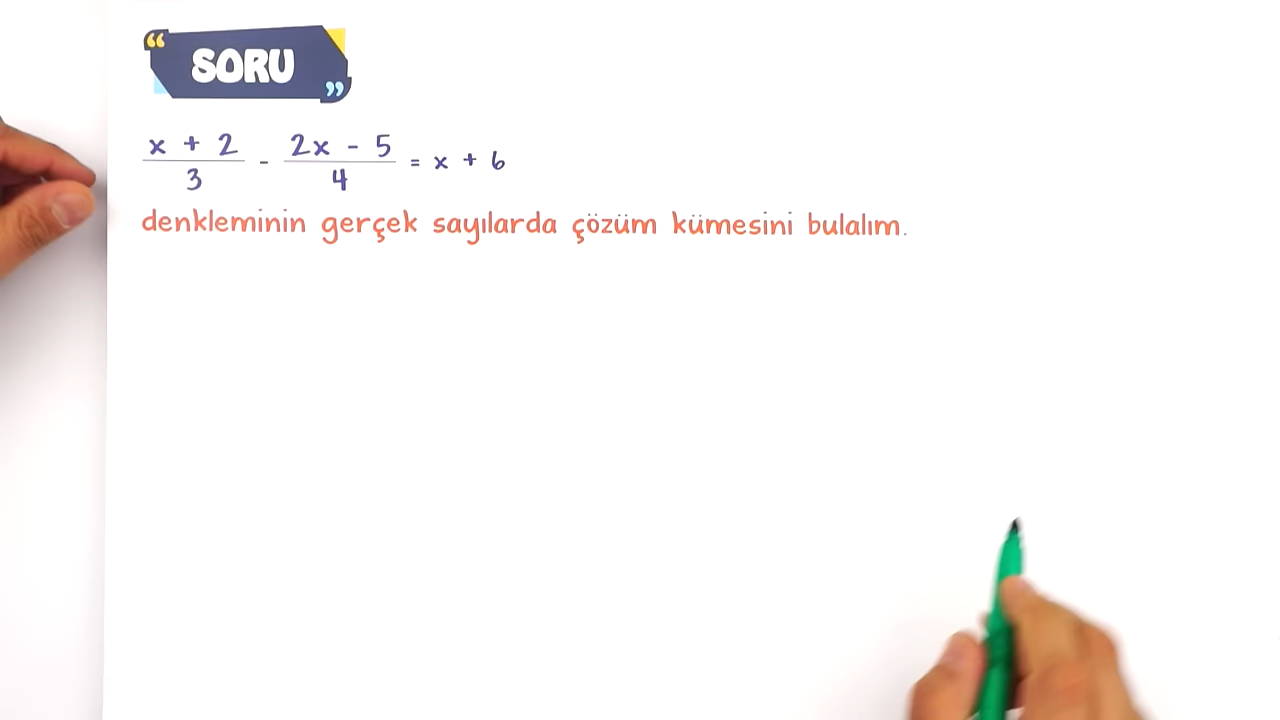 “ SORU ”
x + 2 / 3 - 2x - 5 / 4 = x + 6
denkleminin gerçek sayılarda çözüm kümesini bulalım.